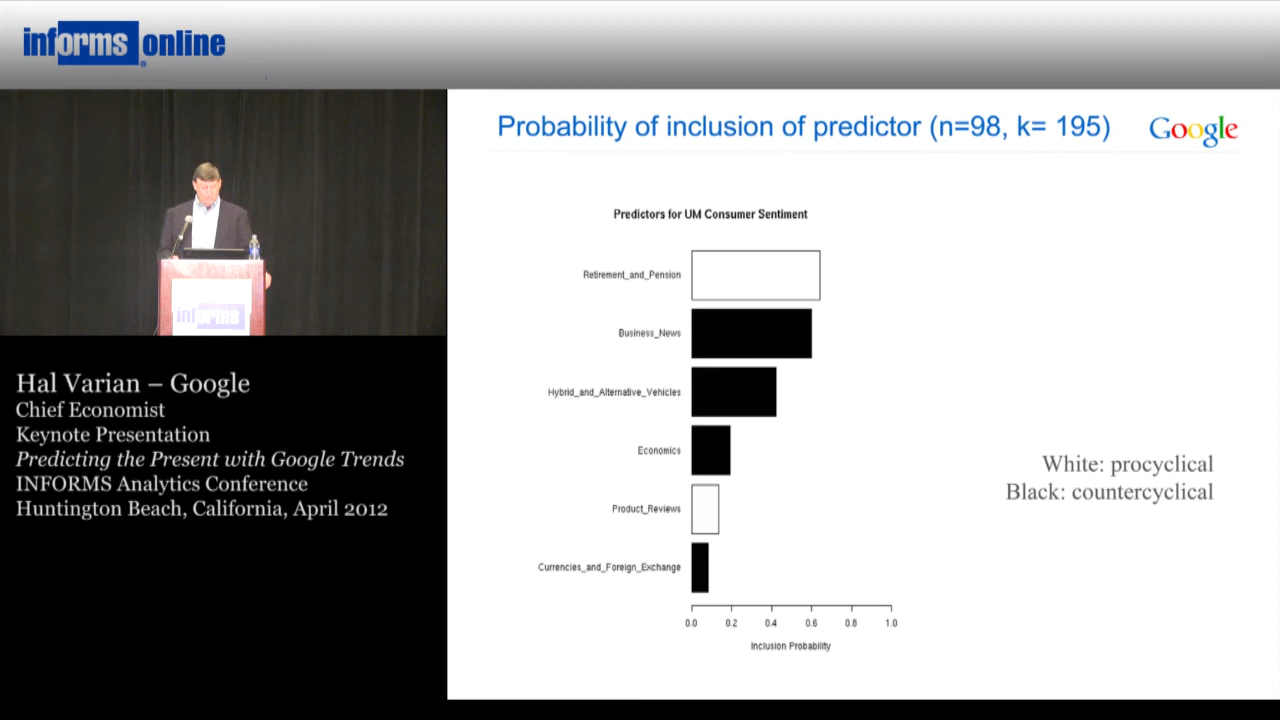 informs online
Probability of inclusion of predictor (n=98, k= 195)
Google
informs
Hal Varian – Google
Chief Economist
Keynote Presentation
Predicting the Present with Google Trends
INFORMS Analytics Conference
Huntington Beach, California, April 2012
Predictors for UM Consumer Sentiment
Retirement_and_Pension
Business_News
Hybrid_and_Alternative_Vehicles
Economics
Product_Reviews
Currencies_and_Foreign_Exchange
0.0 0.2 0.4 0.6 0.8 1.0
Inclusion Probability
White: procyclical
Black: countercyclical